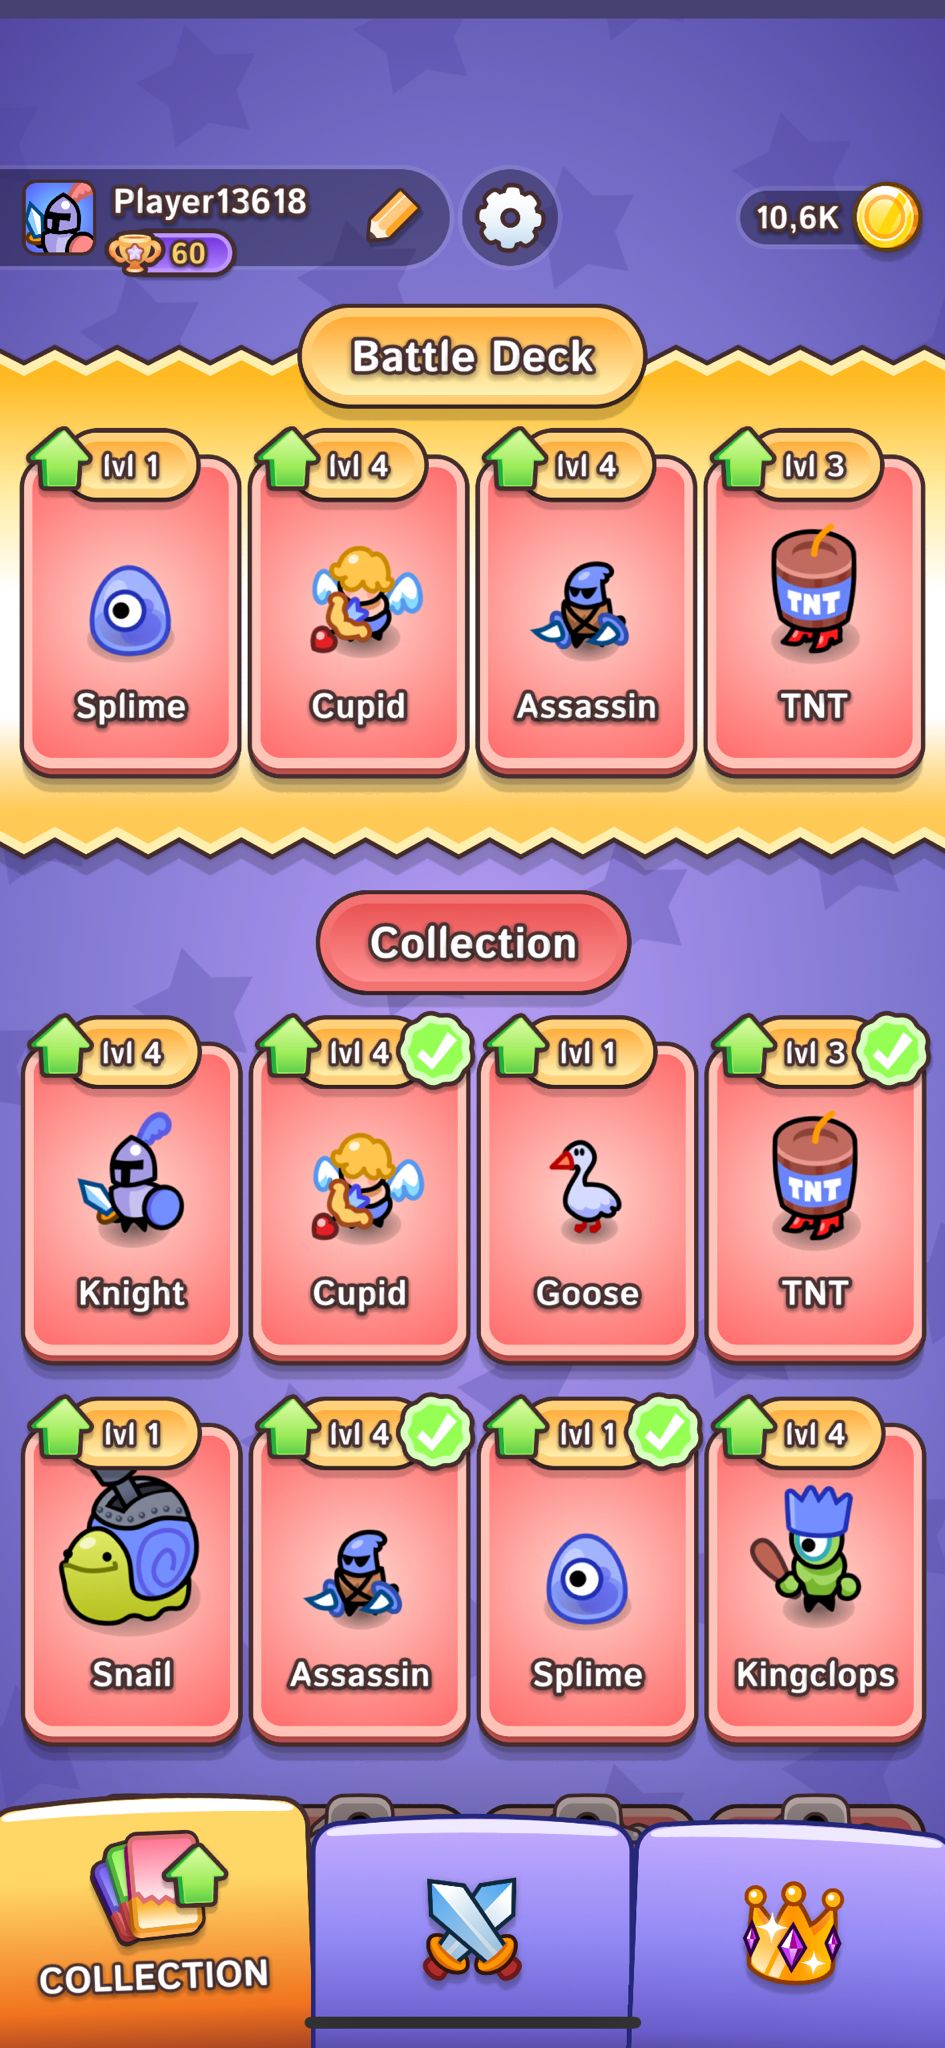 Player13618
60
10,6K
Battle Deck
lvl 1
lvl 4
lvl 4
lvl 3
TNT
Splime
Cupid
Assassin
TNT
Collection
lvl 4
lvl 4
lvl 1
lvl 3
TNT
Knight
Cupid
Goose
TNT
lvl 1
lvl 4
lvl 1
lvl 4
Snail
Assassin
Splime
Kingclops
COLLECTION